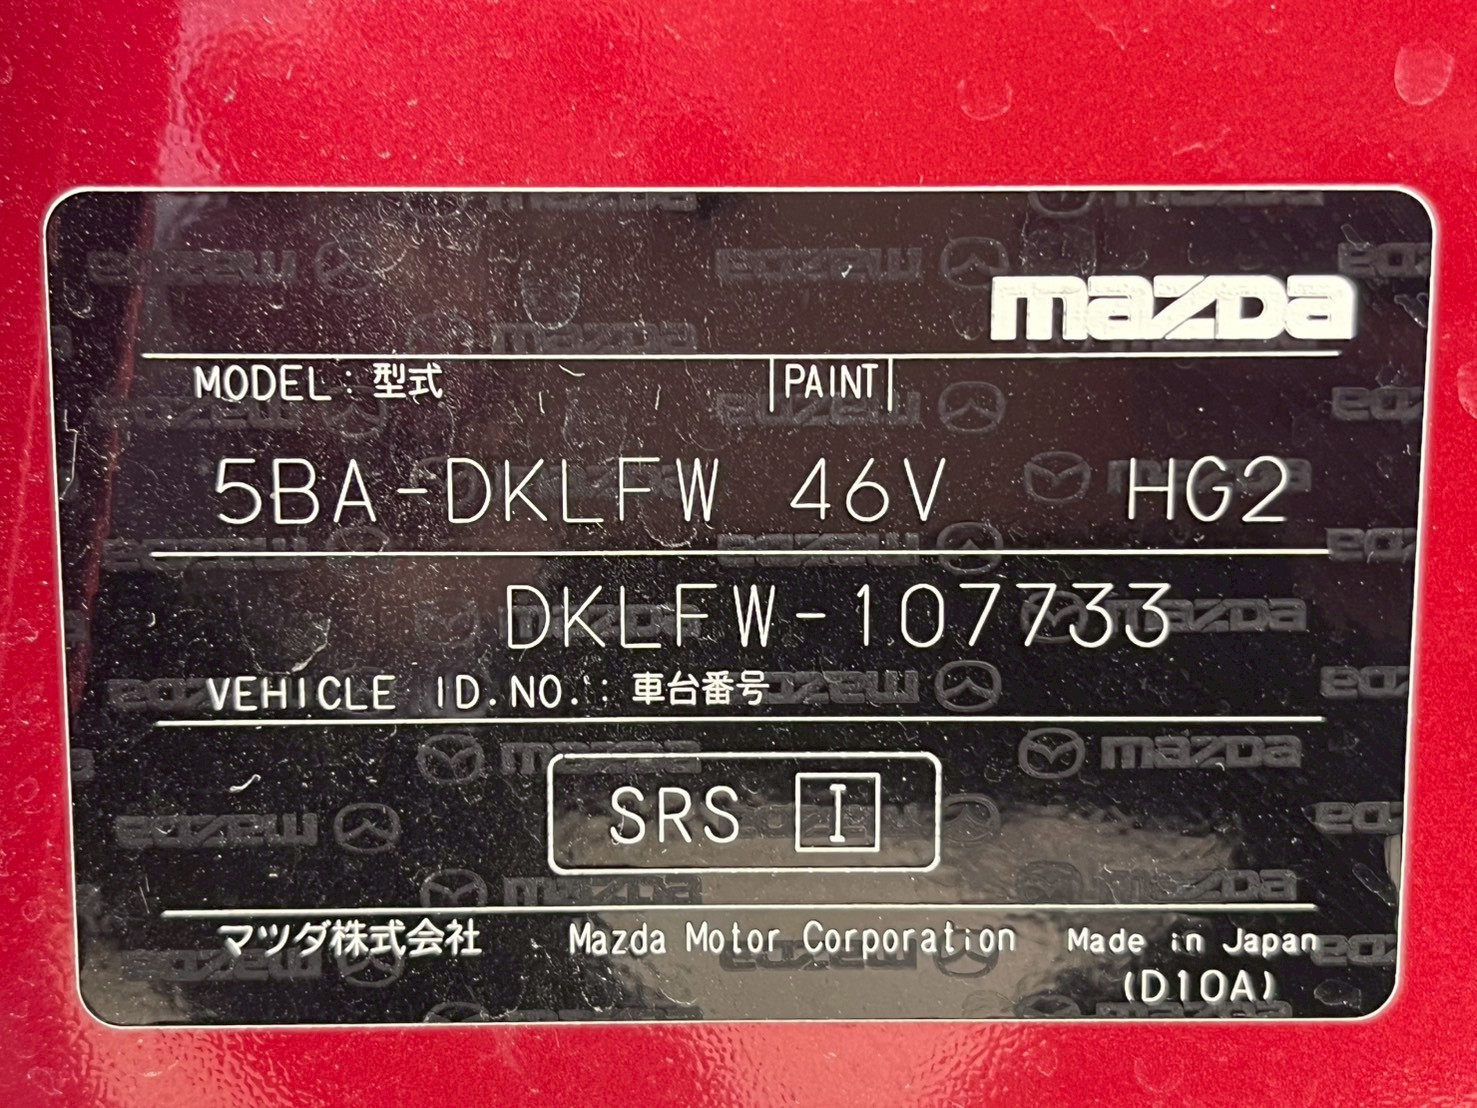 mazda
MODEL : 型式 PAINT
5BA-DKLFW 46V HG2
DKLFW-107733
VEHICLE ID.NO. : 車台番号
SRS I
マツダ株式会社 Mazda Motor Corporation Made in Japan
(D10A)